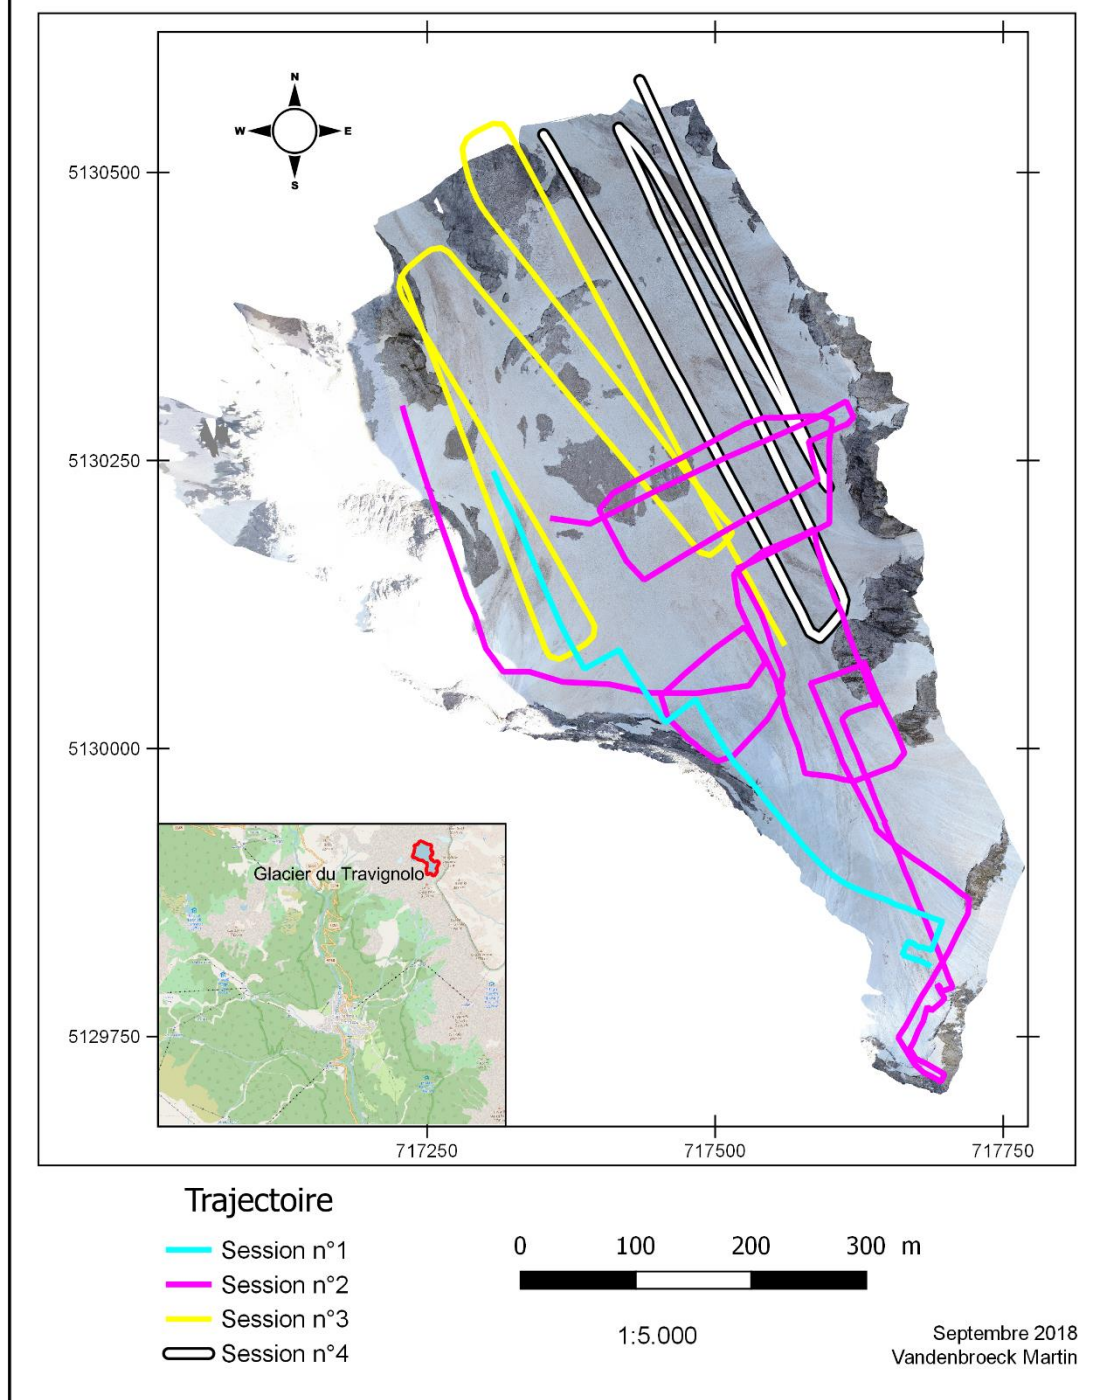 N
W E
S
5130500
5130250
5130000
5129750
Glacier du Travignolo
717250 717500 717750
Trajectoire
Session n°1
Session n°2
Session n°3
Session n°4
0 100 200 300 m
1:5.000
Septembre 2018
Vandenbroeck Martin